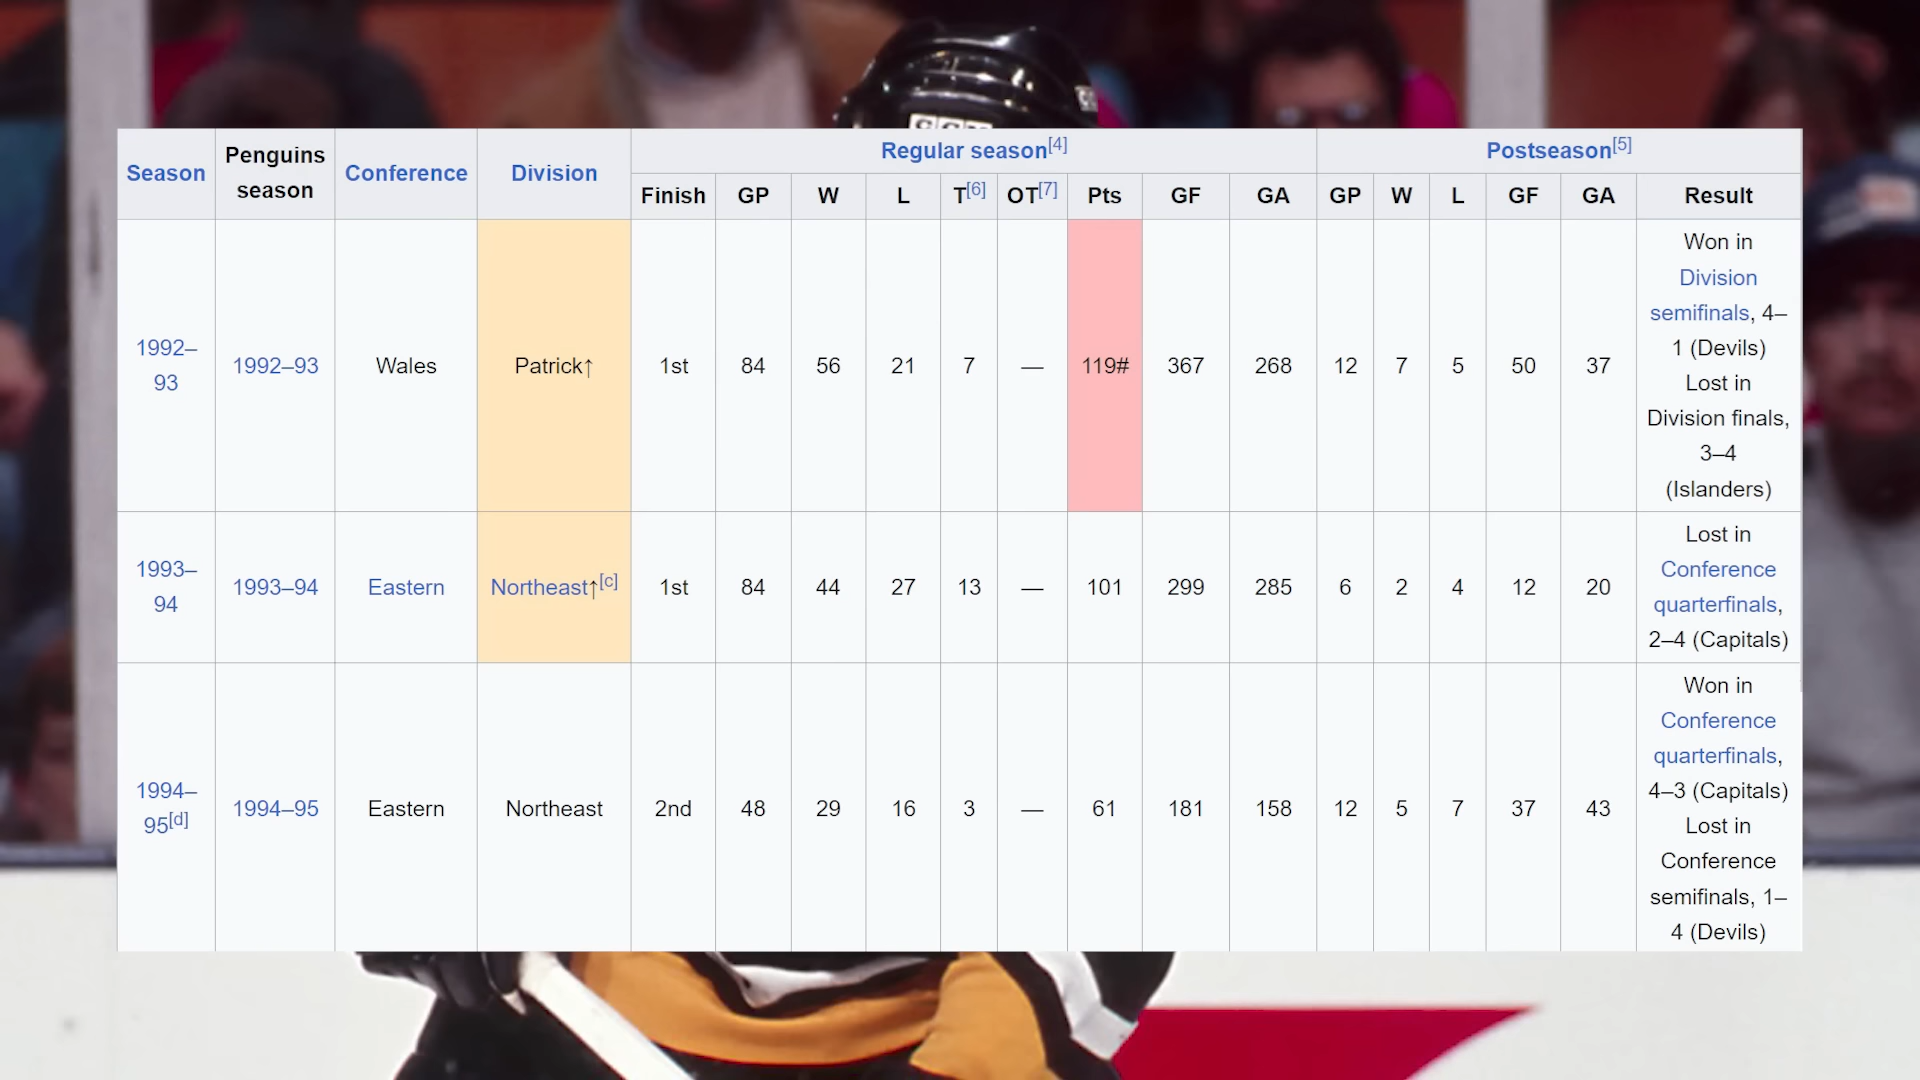 Season Penguins season Conference Division Regular season[4] Postseason[5]
Finish GP W L T[6] OT[7] Pts GF GA GP W L GF GA Result
1992–
93
1992–93 Wales Patrick↑ 1st 84 56 21 7 — 119# 367 268 12 7 5 50 37
Won in
Division
semifinals, 4–
1 (Devils)
Lost in
Division finals,
3–4
(Islanders)
1993–
94
1993–94 Eastern Northeast↑[c] 1st 84 44 27 13 — 101 299 285 6 2 4 12 20
Lost in
Conference
quarterfinals,
2–4 (Capitals)
1994–
95[d]
1994–95 Eastern Northeast 2nd 48 29 16 3 — 61 181 158 12 5 7 37 43
Won in
Conference
quarterfinals,
4–3 (Capitals)
Lost in
Conference
semifinals, 1–
4 (Devils)